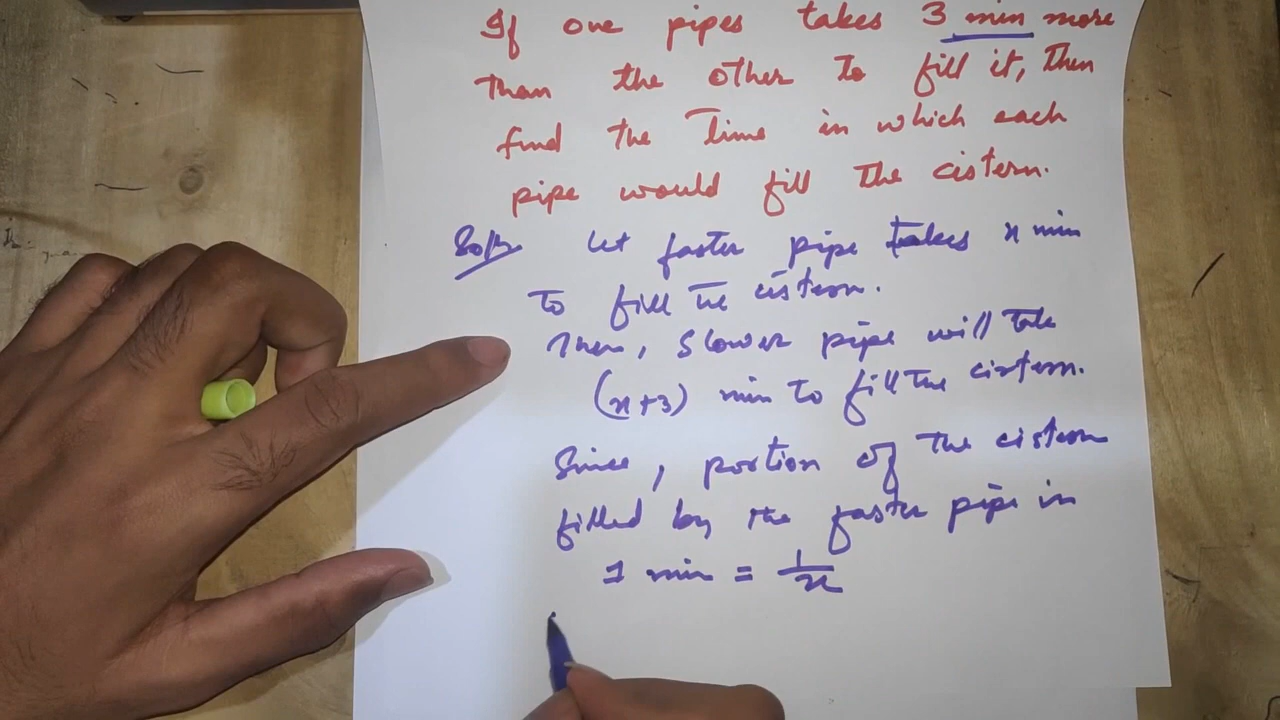 If one pipes takes 3 min more
than the other to fill it, then
find the time in which each
pipe would fill the cistern.
Soln Let faster pipe takes x min
to fill the cistern.
Then, slower pipe will take
(x+3) min to fill the cistern.
Since, portion of the cistern
filled by the faster pipe in
1 min = 1/x